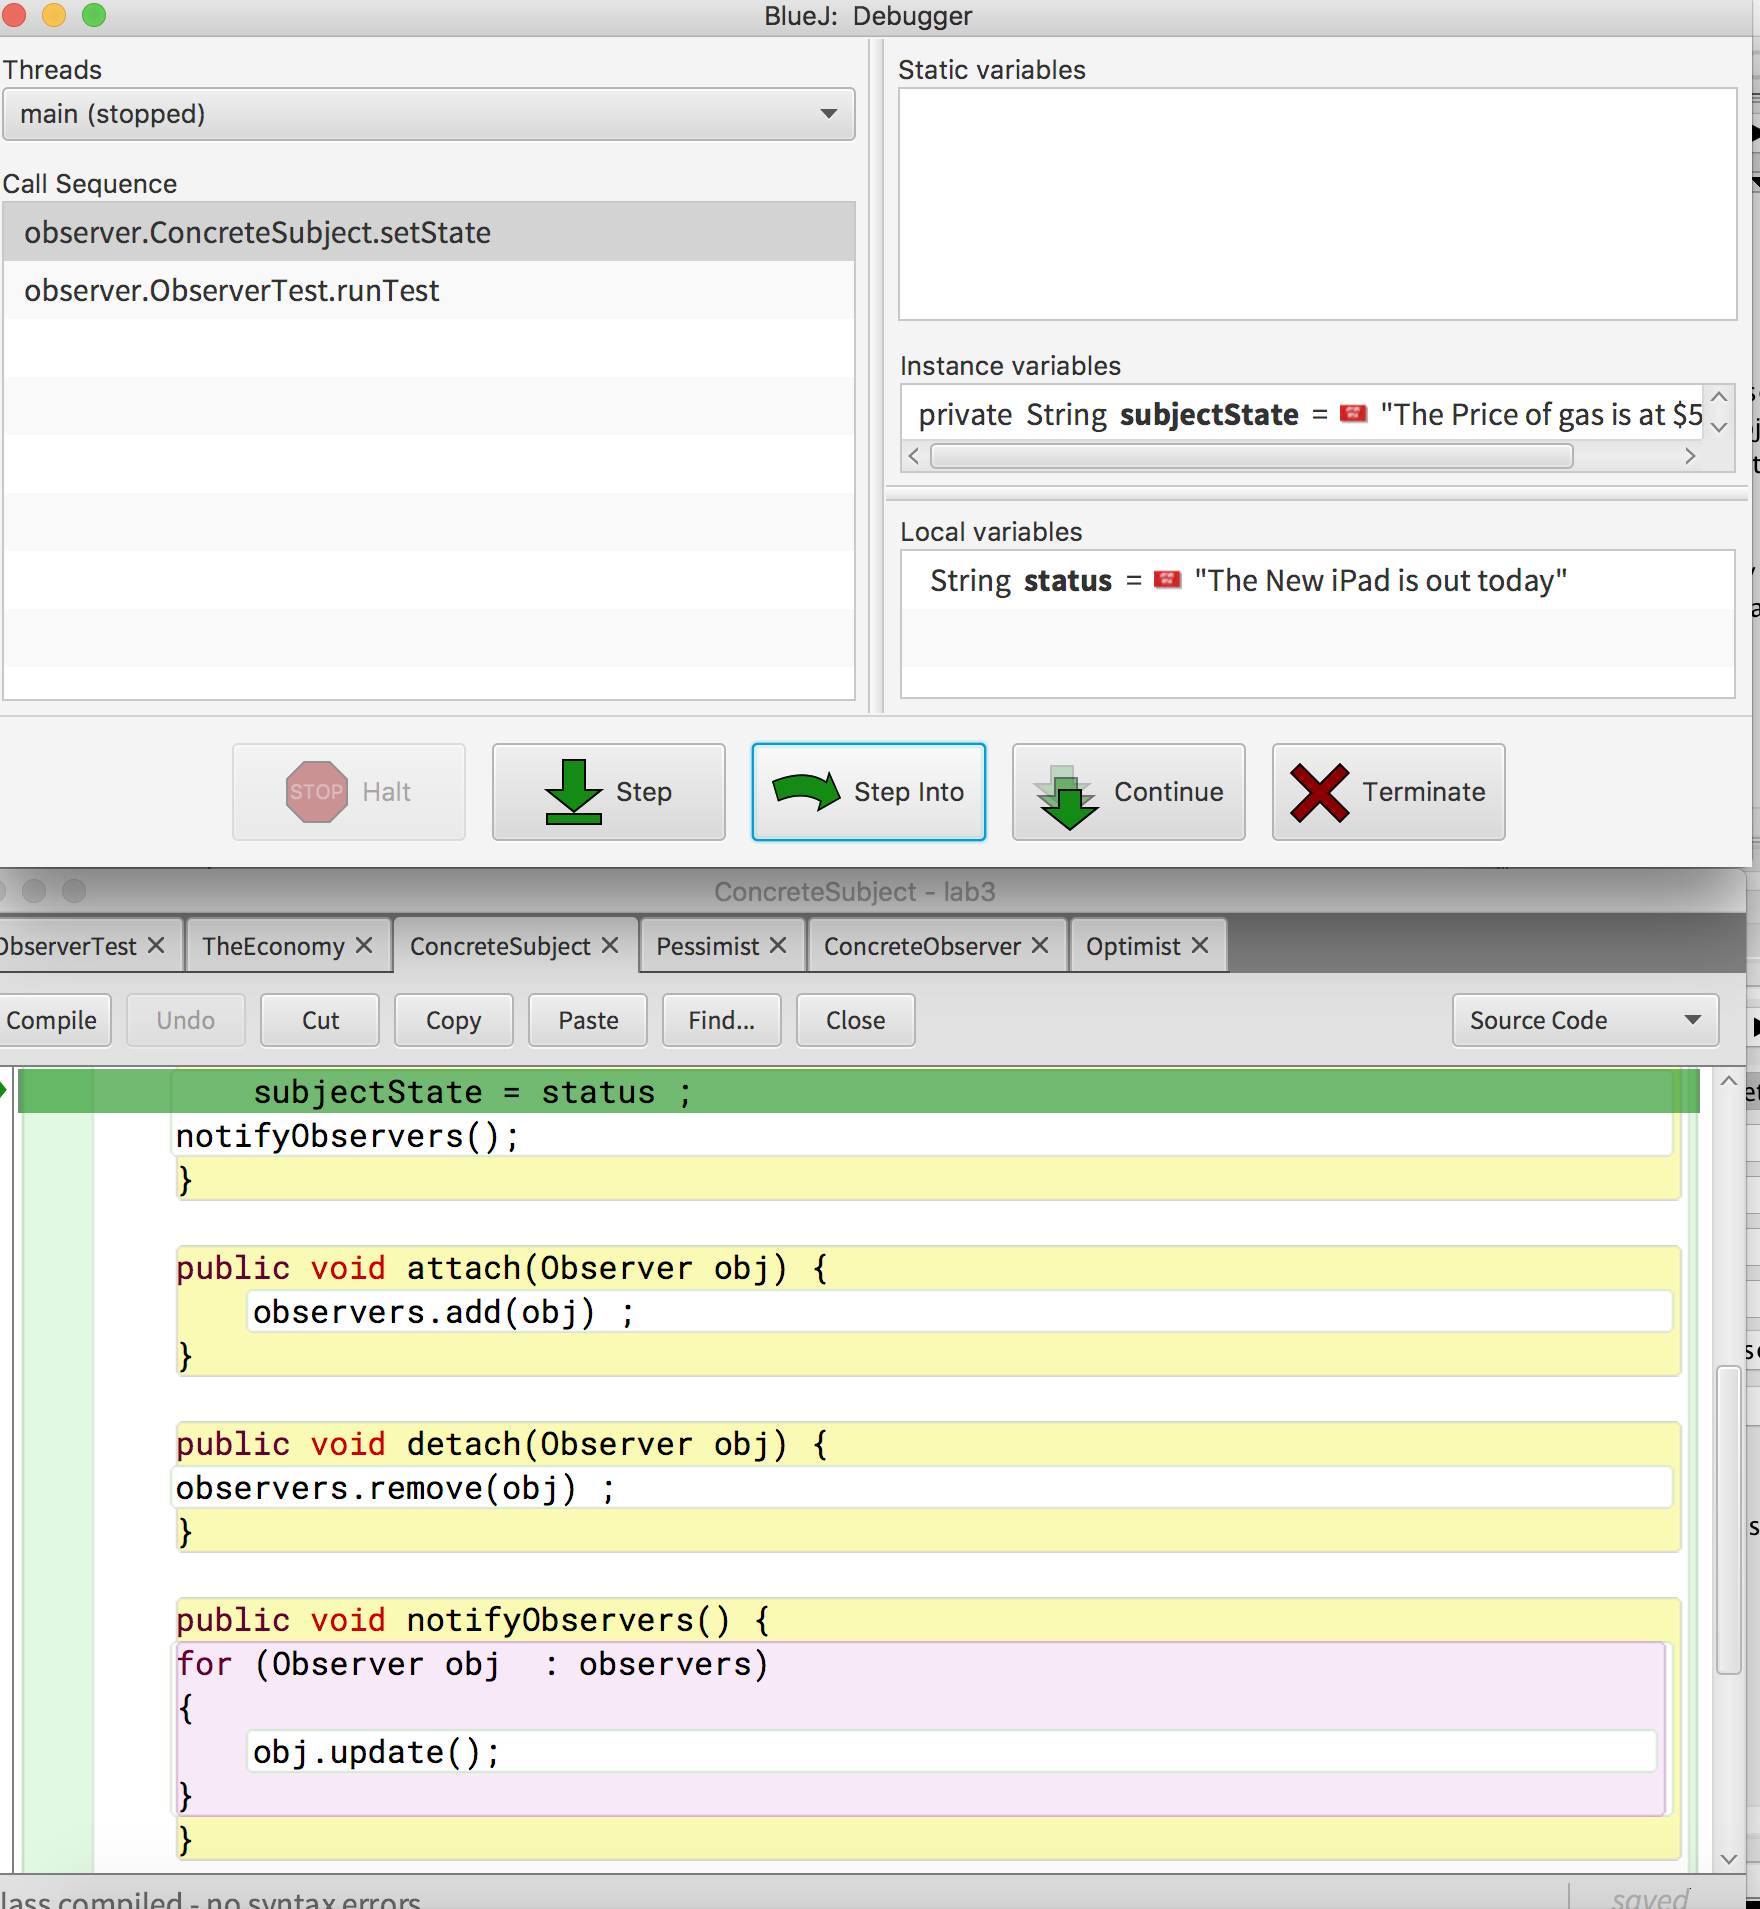 BlueJ: Debugger
Threads
main (stopped)
Call Sequence
observer.ConcreteSubject.setState
observer.ObserverTest.runTest
Static variables
Instance variables
private String subjectState = "The Price of gas is at $5
Local variables
String status = "The New iPad is out today"
STOP Halt
Step
Step Into
Continue
Terminate
ConcreteSubject - lab3
ObserverTest TheEconomy ConcreteSubject Pessimist ConcreteObserver Optimist
Compile Undo Cut Copy Paste Find... Close Source Code
subjectState = status ;
notifyObservers();
}
public void attach(Observer obj) {
observers.add(obj) ;
}
public void detach(Observer obj) {
observers.remove(obj) ;
}
public void notifyObservers() {
for (Observer obj : observers)
{
obj.update();
}
}
lass compiled - no syntax errors
saved